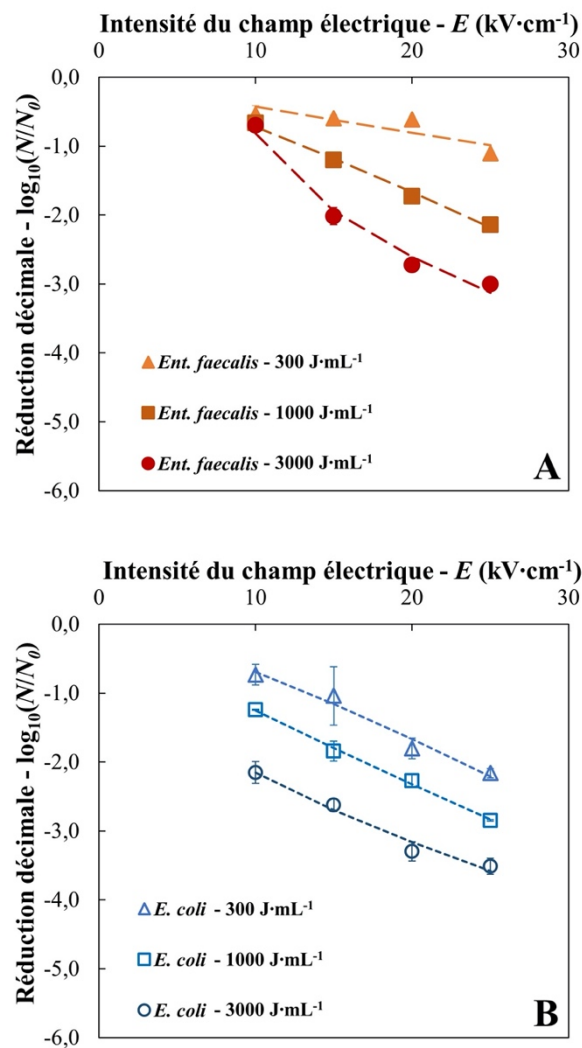 Intensité du champ électrique - E (kV·cm⁻¹)
0 10 20 30
0,0
-1,0
-2,0
-3,0
-4,0
-5,0
-6,0
Réduction décimale - log₁₀(N/N₀)
Ent. faecalis - 300 J·mL⁻¹
Ent. faecalis - 1000 J·mL⁻¹
Ent. faecalis - 3000 J·mL⁻¹
A
Intensité du champ électrique - E (kV·cm⁻¹)
0 10 20 30
0,0
-1,0
-2,0
-3,0
-4,0
-5,0
-6,0
Réduction décimale - log₁₀(N/N₀)
E. coli - 300 J·mL⁻¹
E. coli - 1000 J·mL⁻¹
E. coli - 3000 J·mL⁻¹
B